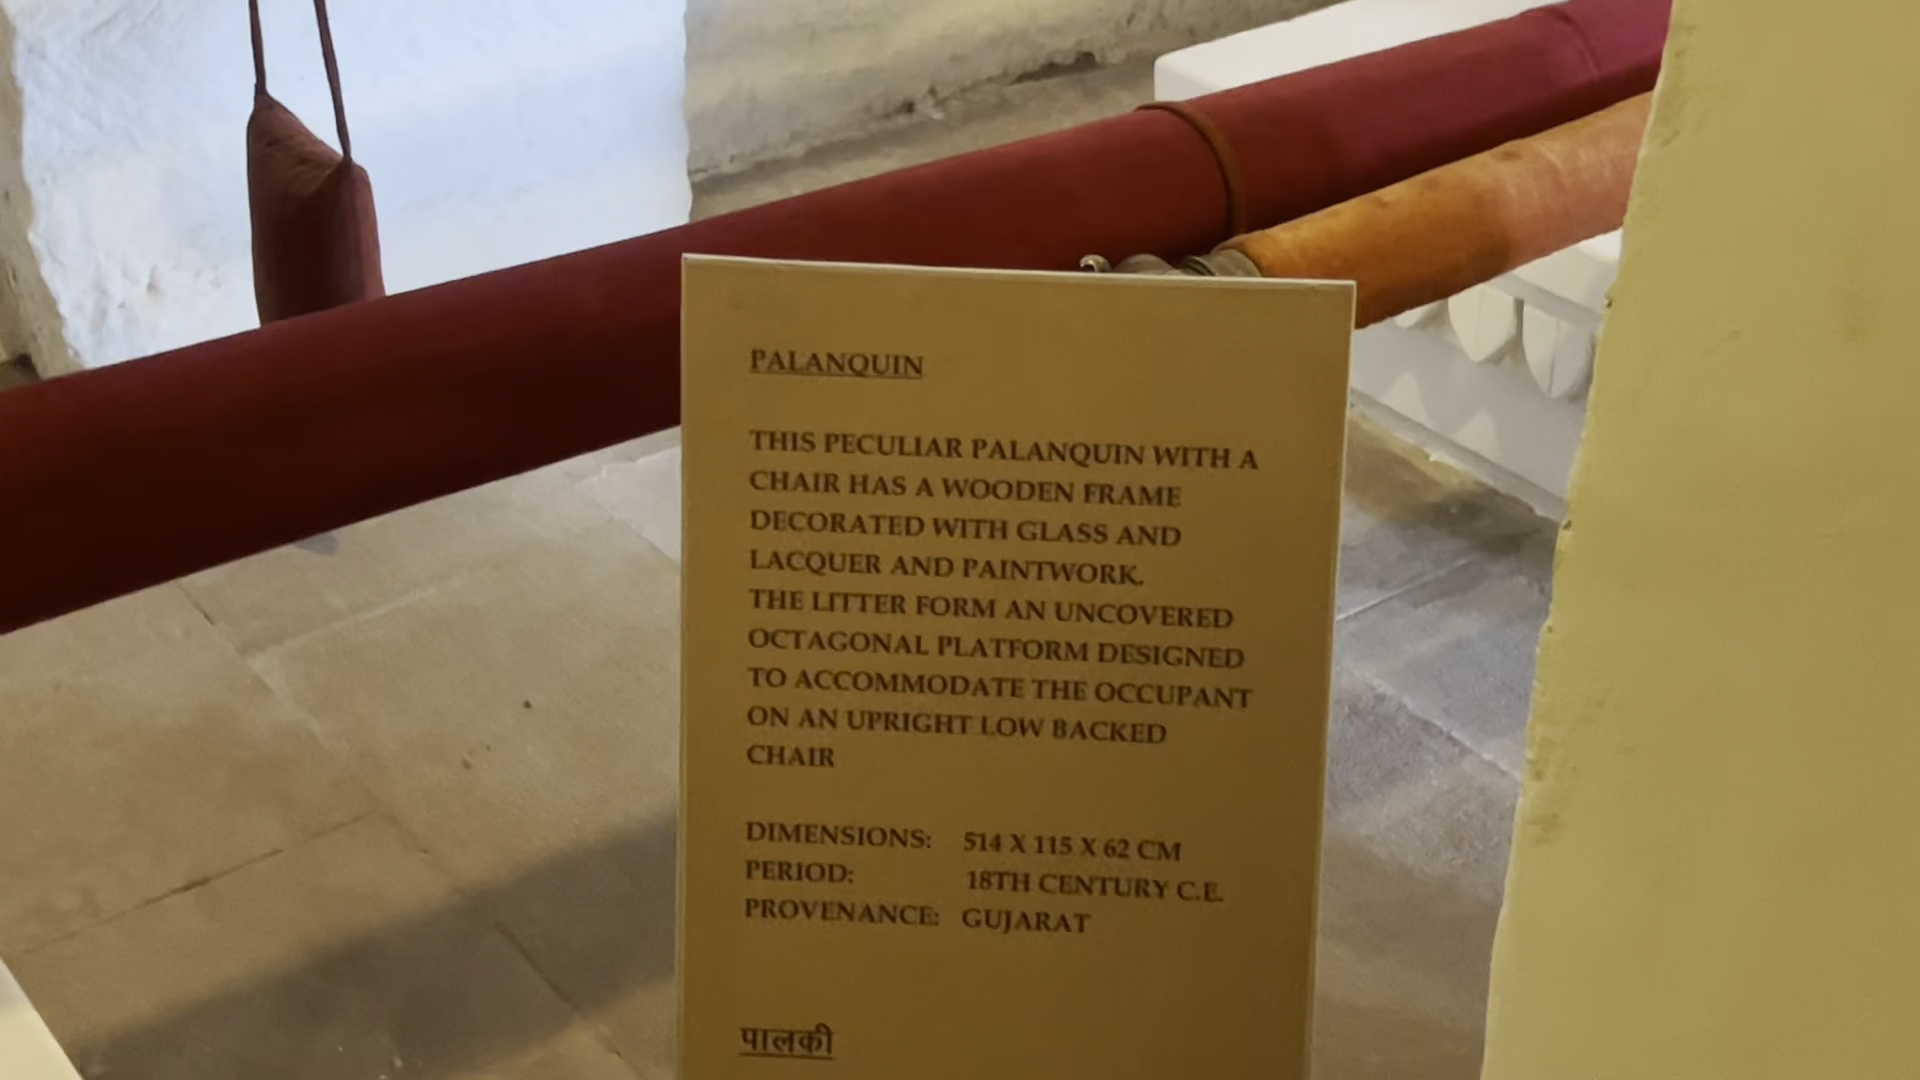 PALANQUIN
THIS PECULIAR PALANQUIN WITH A
CHAIR HAS A WOODEN FRAME
DECORATED WITH GLASS AND
LACQUER AND PAINTWORK.
THE LITTER FORM AN UNCOVERED
OCTAGONAL PLATFORM DESIGNED
TO ACCOMMODATE THE OCCUPANT
ON AN UPRIGHT LOW BACKED
CHAIR
DIMENSIONS: 514 X 115 X 62 CM
PERIOD: 18TH CENTURY C.E.
PROVENANCE: GUJARAT
पालकी